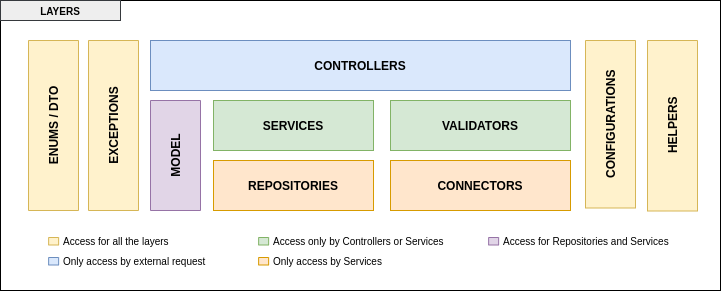 LAYERS
ENUMS / DTO
EXCEPTIONS
CONTROLLERS
MODEL
SERVICES
VALIDATORS
REPOSITORIES
CONNECTORS
CONFIGURATIONS
HELPERS
Access for all the layers
Access only by Controllers or Services
Access for Repositories and Services
Only access by external request
Only access by Services